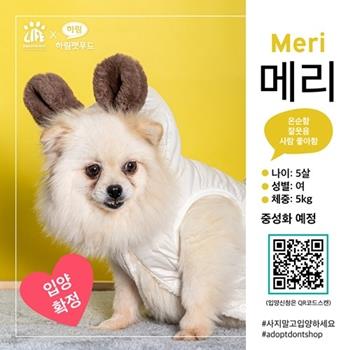 LIFE
×
하림
하림펫푸드
Meri
메리
온순함
잘웃음
사람 좋아함
● 나이: 5살
● 성별: 여
● 체중: 5kg
중성화 예정
입양
확정
(입양신청은 QR코드스캔)
#사지말고입양하세요
#adoptdontshop